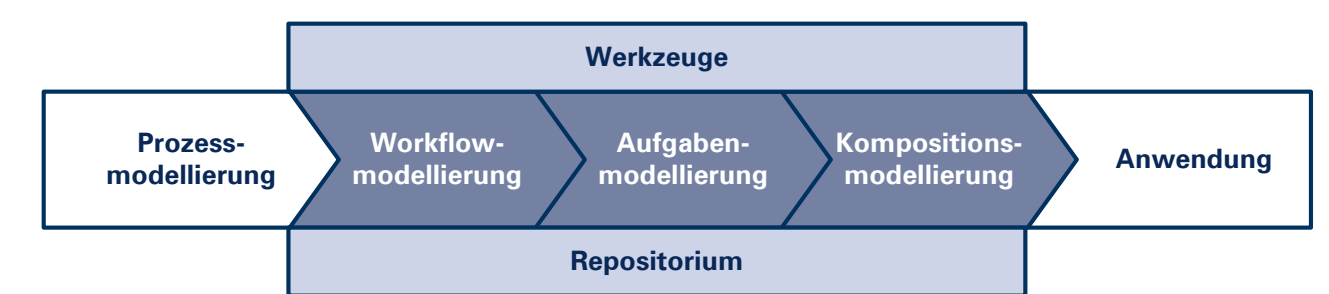 Werkzeuge
Prozess-
modellierung
Workflow-
modellierung
Aufgaben-
modellierung
Kompositions-
modellierung
Anwendung
Repositorium